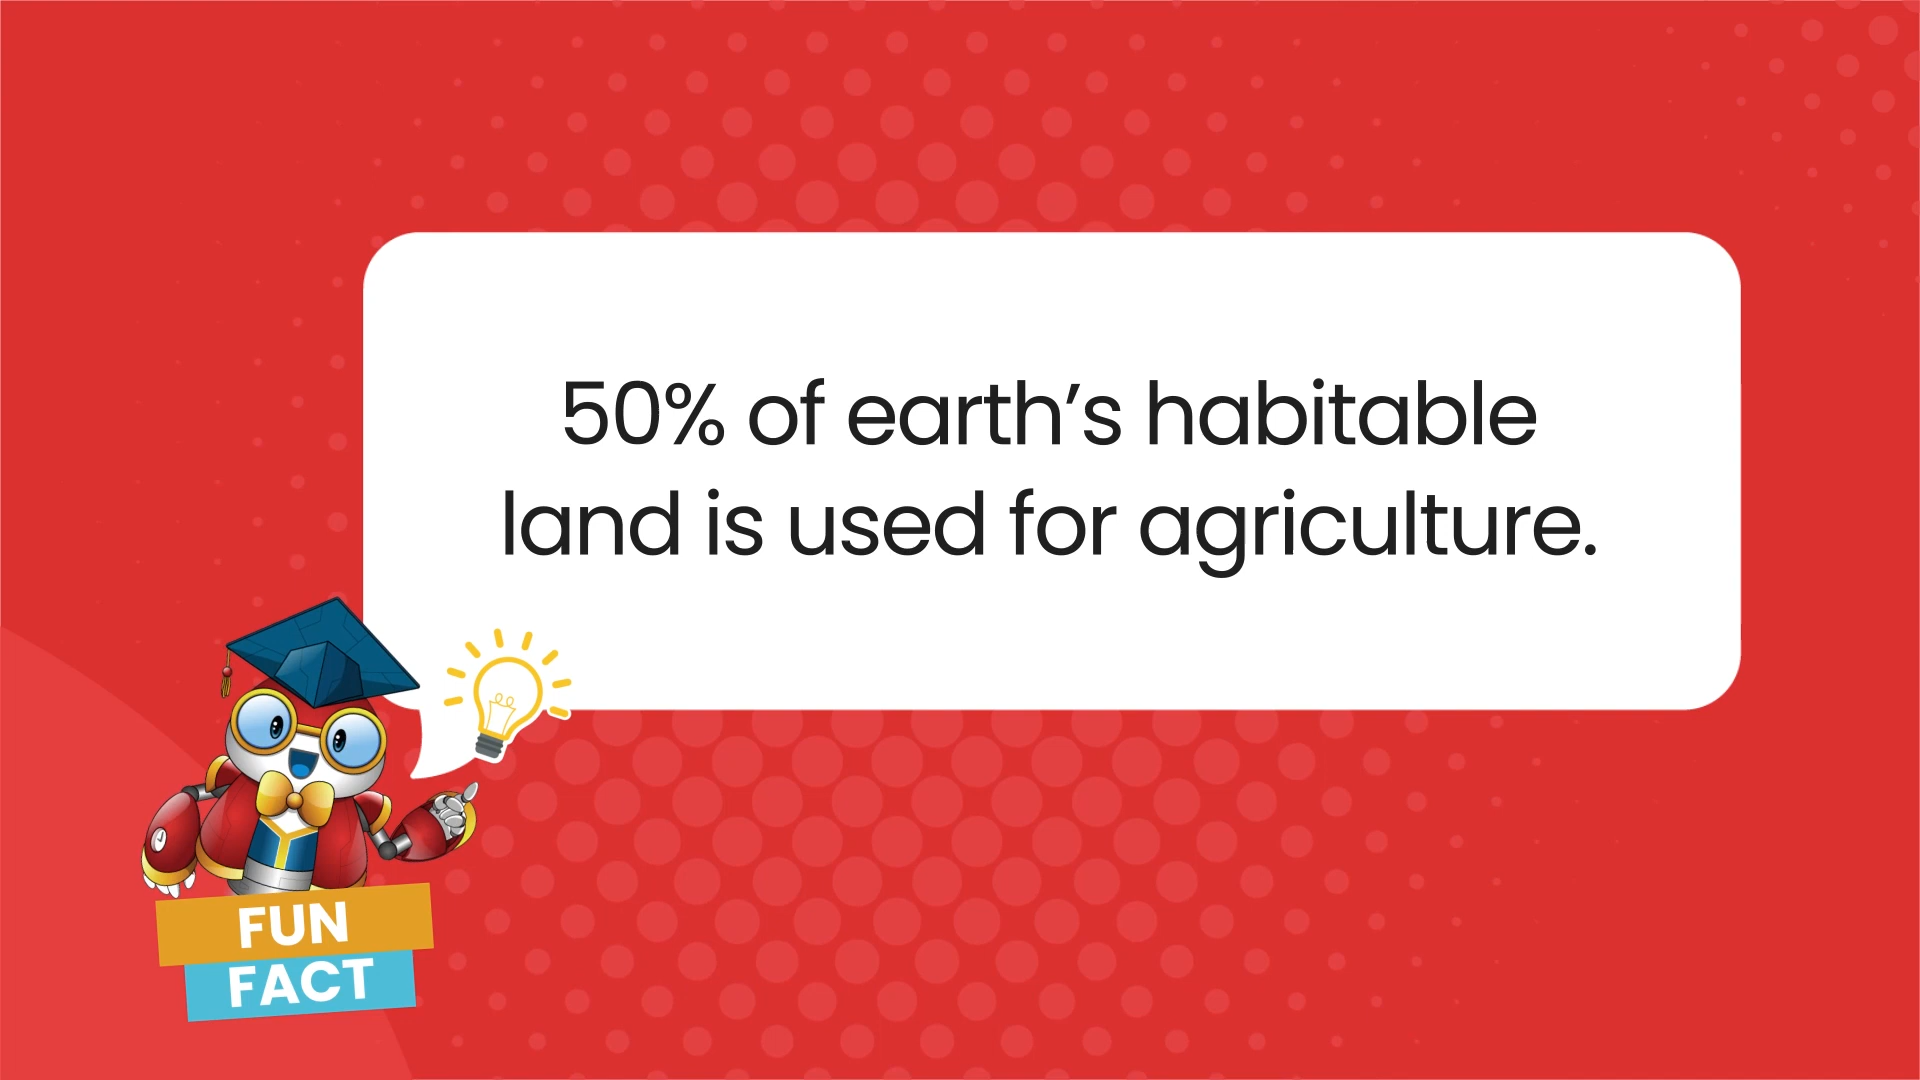 50% of earth’s habitable
land is used for agriculture.
FUN
FACT